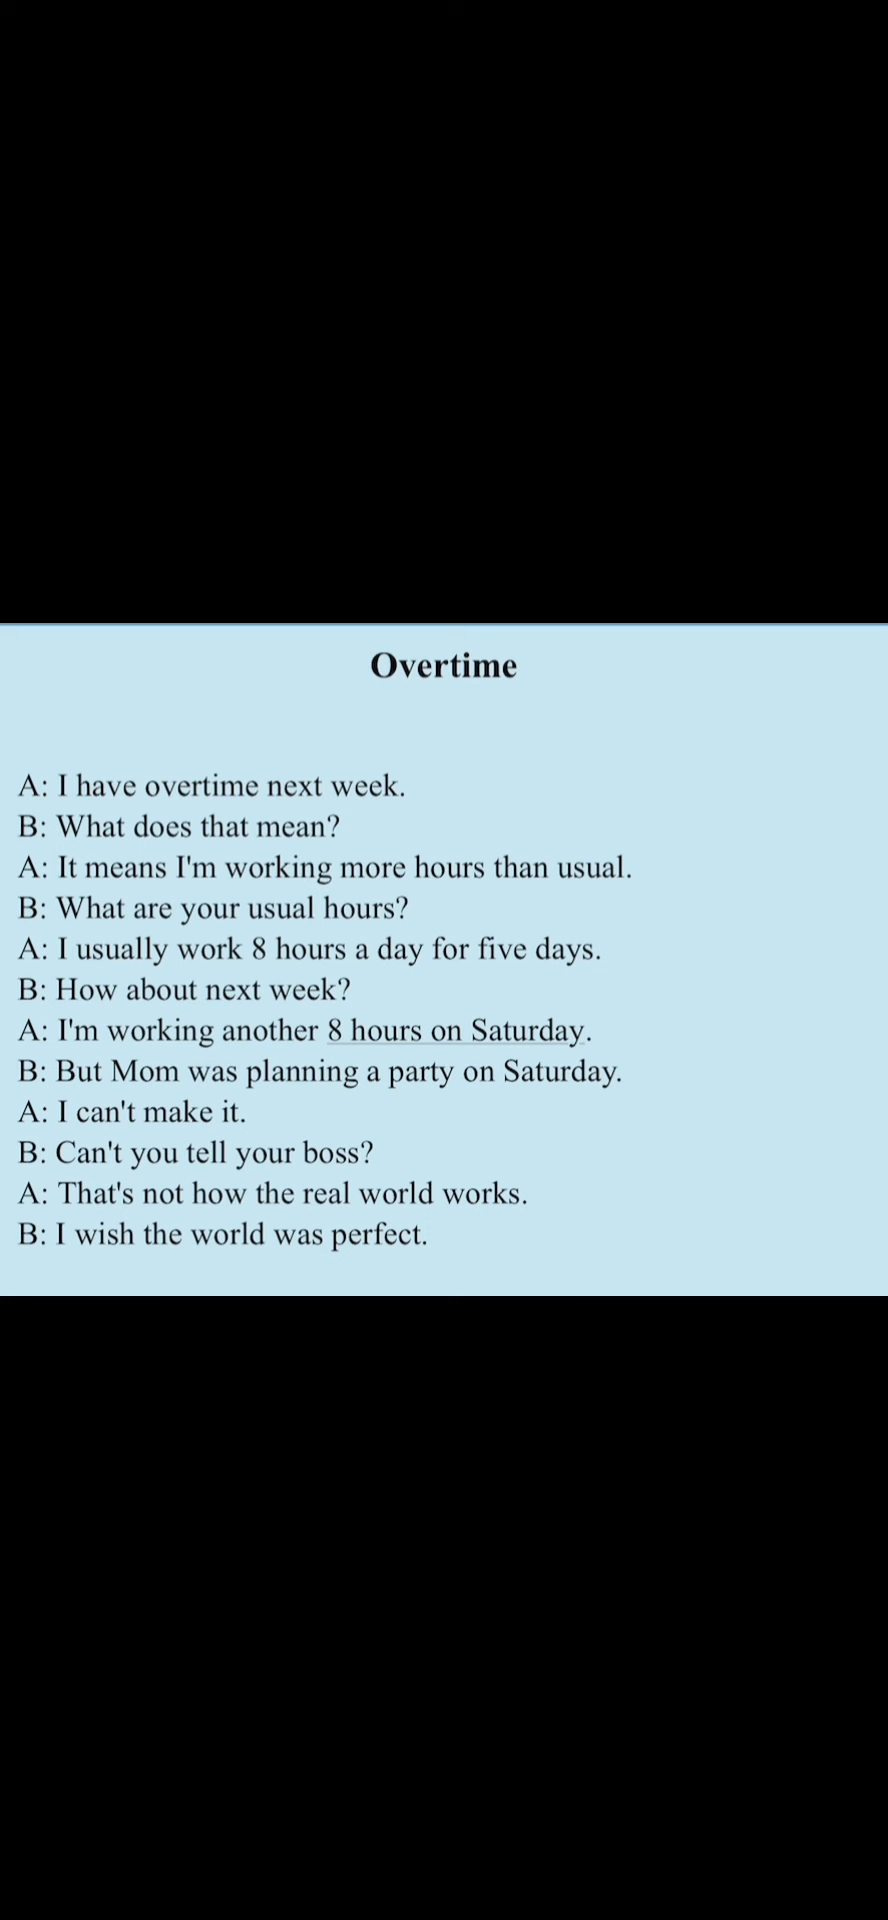 Overtime
A: I have overtime next week.
B: What does that mean?
A: It means I'm working more hours than usual.
B: What are your usual hours?
A: I usually work 8 hours a day for five days.
B: How about next week?
A: I'm working another 8 hours on Saturday.
B: But Mom was planning a party on Saturday.
A: I can't make it.
B: Can't you tell your boss?
A: That's not how the real world works.
B: I wish the world was perfect.